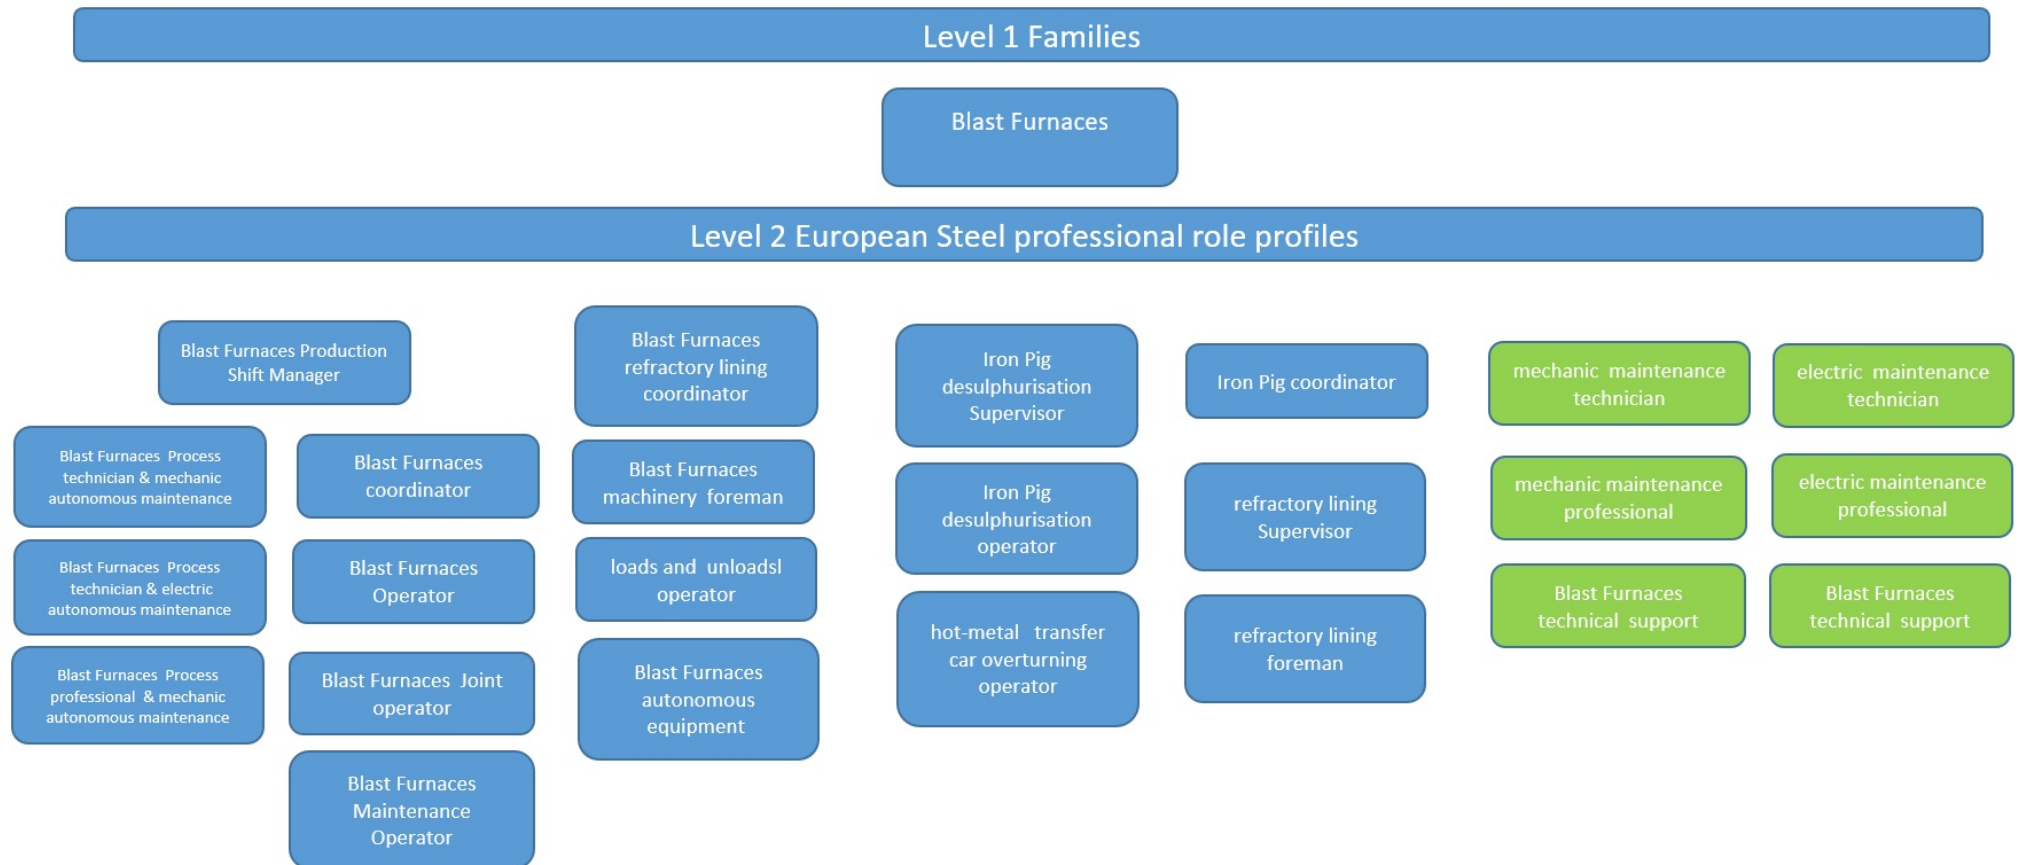 Level 1 Families
Blast Furnaces
Level 2 European Steel professional role profiles
Blast Furnaces Production
Shift Manager
Blast Furnaces  Process
technician & mechanic
autonomous maintenance
Blast Furnaces  Process
technician & electric
autonomous maintenance
Blast Furnaces  Process
professional  & mechanic
autonomous maintenance
Blast Furnaces
coordinator
Blast Furnaces
Operator
Blast Furnaces  Joint
operator
Blast Furnaces
Maintenance
Operator
Blast Furnaces
refractory lining
coordinator
Blast Furnaces
machinery  foreman
loads and  unloadsl
operator
Blast Furnaces
autonomous
equipment
Iron Pig
desulphurisation
Supervisor
Iron Pig
desulphurisation
operator
hot-metal  transfer
car overturning
operator
Iron Pig coordinator
refractory lining
Supervisor
refractory lining
foreman
mechanic  maintenance
technician
mechanic maintenance
professional
Blast Furnaces
technical  support
electric  maintenance
technician
electric maintenance
professional
Blast Furnaces
technical  support